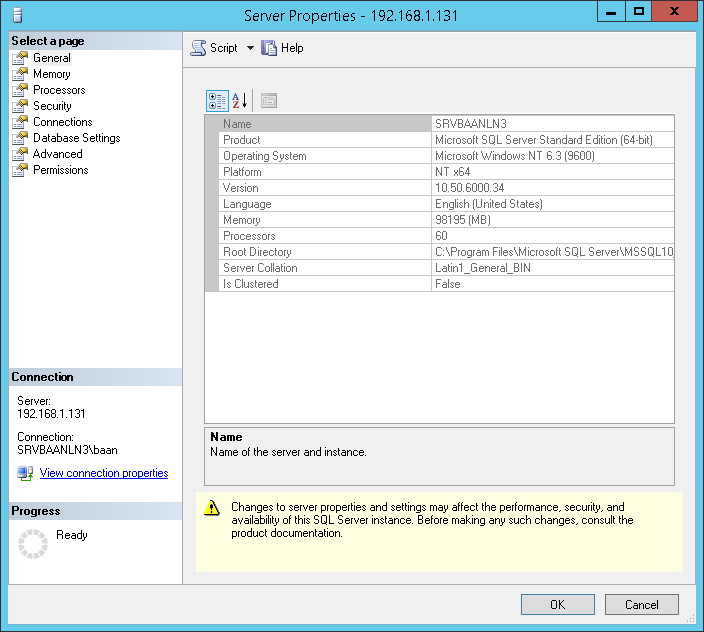 Server Properties - 192.168.1.131
Select a page
General
Memory
Processors
Security
Connections
Database Settings
Advanced
Permissions
Connection
Server:
192.168.1.131
Connection:
SRVBAANLN3\baan
View connection properties
Progress
Ready
Script Help
Name SRVBAANLN3
Product Microsoft SQL Server Standard Edition (64-bit)
Operating System Microsoft Windows NT 6.3 (9600)
Platform NT x64
Version 10.50.6000.34
Language English (United States)
Memory 98195 (MB)
Processors 60
Root Directory C:\Program Files\Microsoft SQL Server\MSSQL10_
Server Collation Latin1_General_BIN
Is Clustered False
Name
Name of the server and instance.
Changes to server properties and settings may affect the performance, security, and
availability of this SQL Server instance. Before making any such changes, consult the
product documentation.
OK Cancel